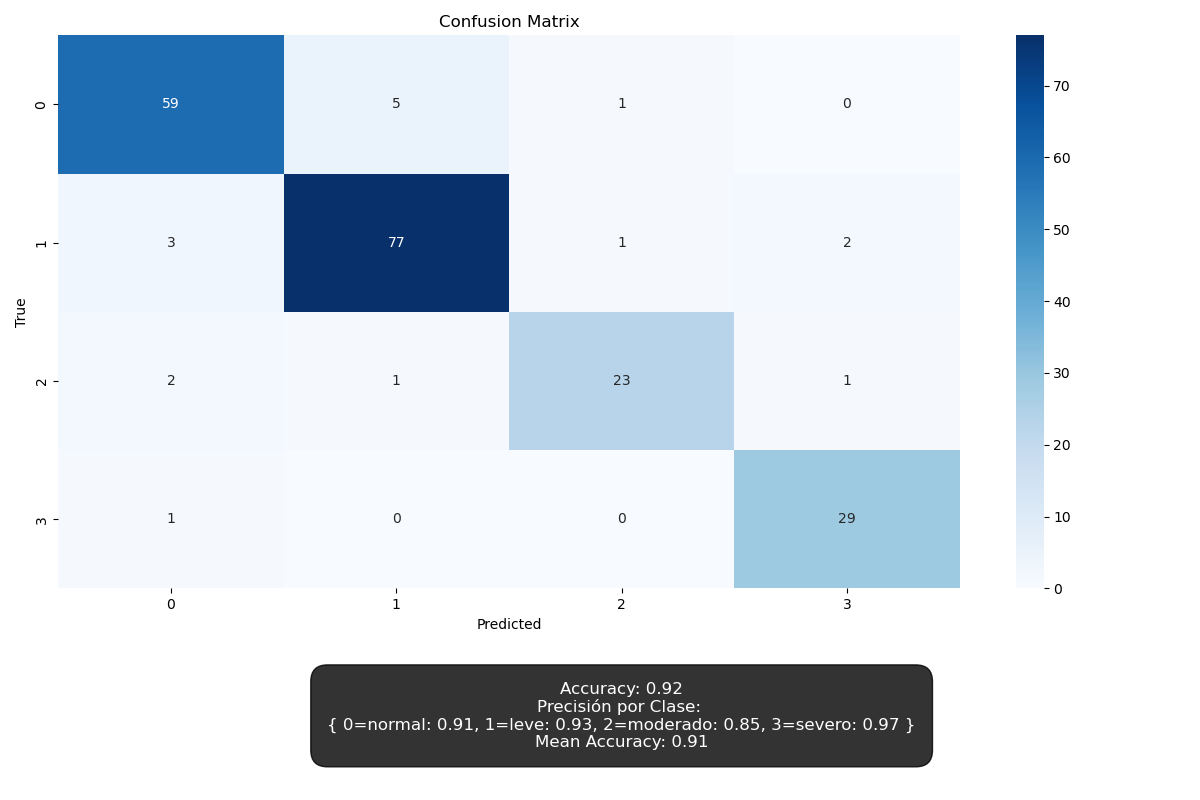 Confusion Matrix
True
0 59 5 1 0
1 3 77 1 2
2 2 1 23 1
3 1 0 0 29
0 1 2 3
Predicted
70
60
50
40
30
20
10
0
Accuracy: 0.92
Precisión por Clase:
{ 0=normal: 0.91, 1=leve: 0.93, 2=moderado: 0.85, 3=severo: 0.97 }
Mean Accuracy: 0.91